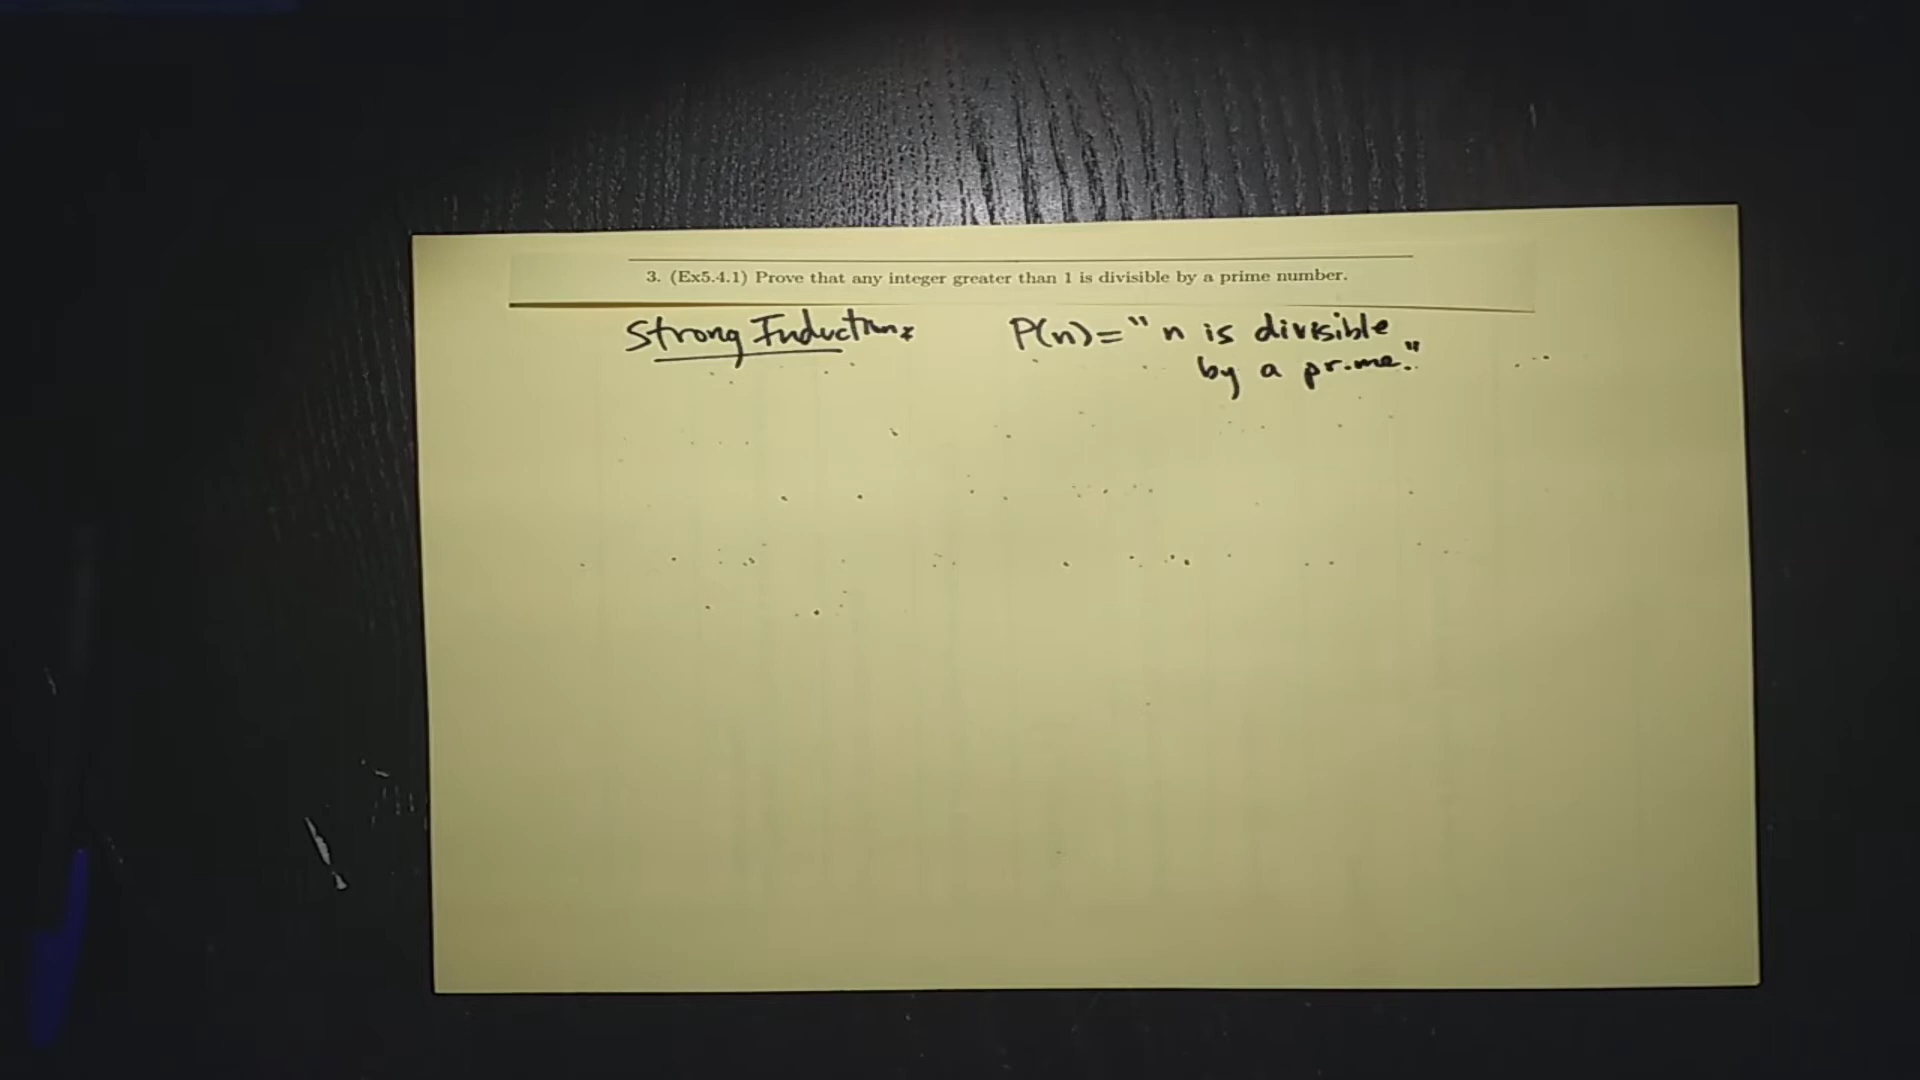 3. (Ex5.4.1) Prove that any integer greater than 1 is divisible by a prime number.
Strong Induction: P(n)= "n is divisible
by a prime."